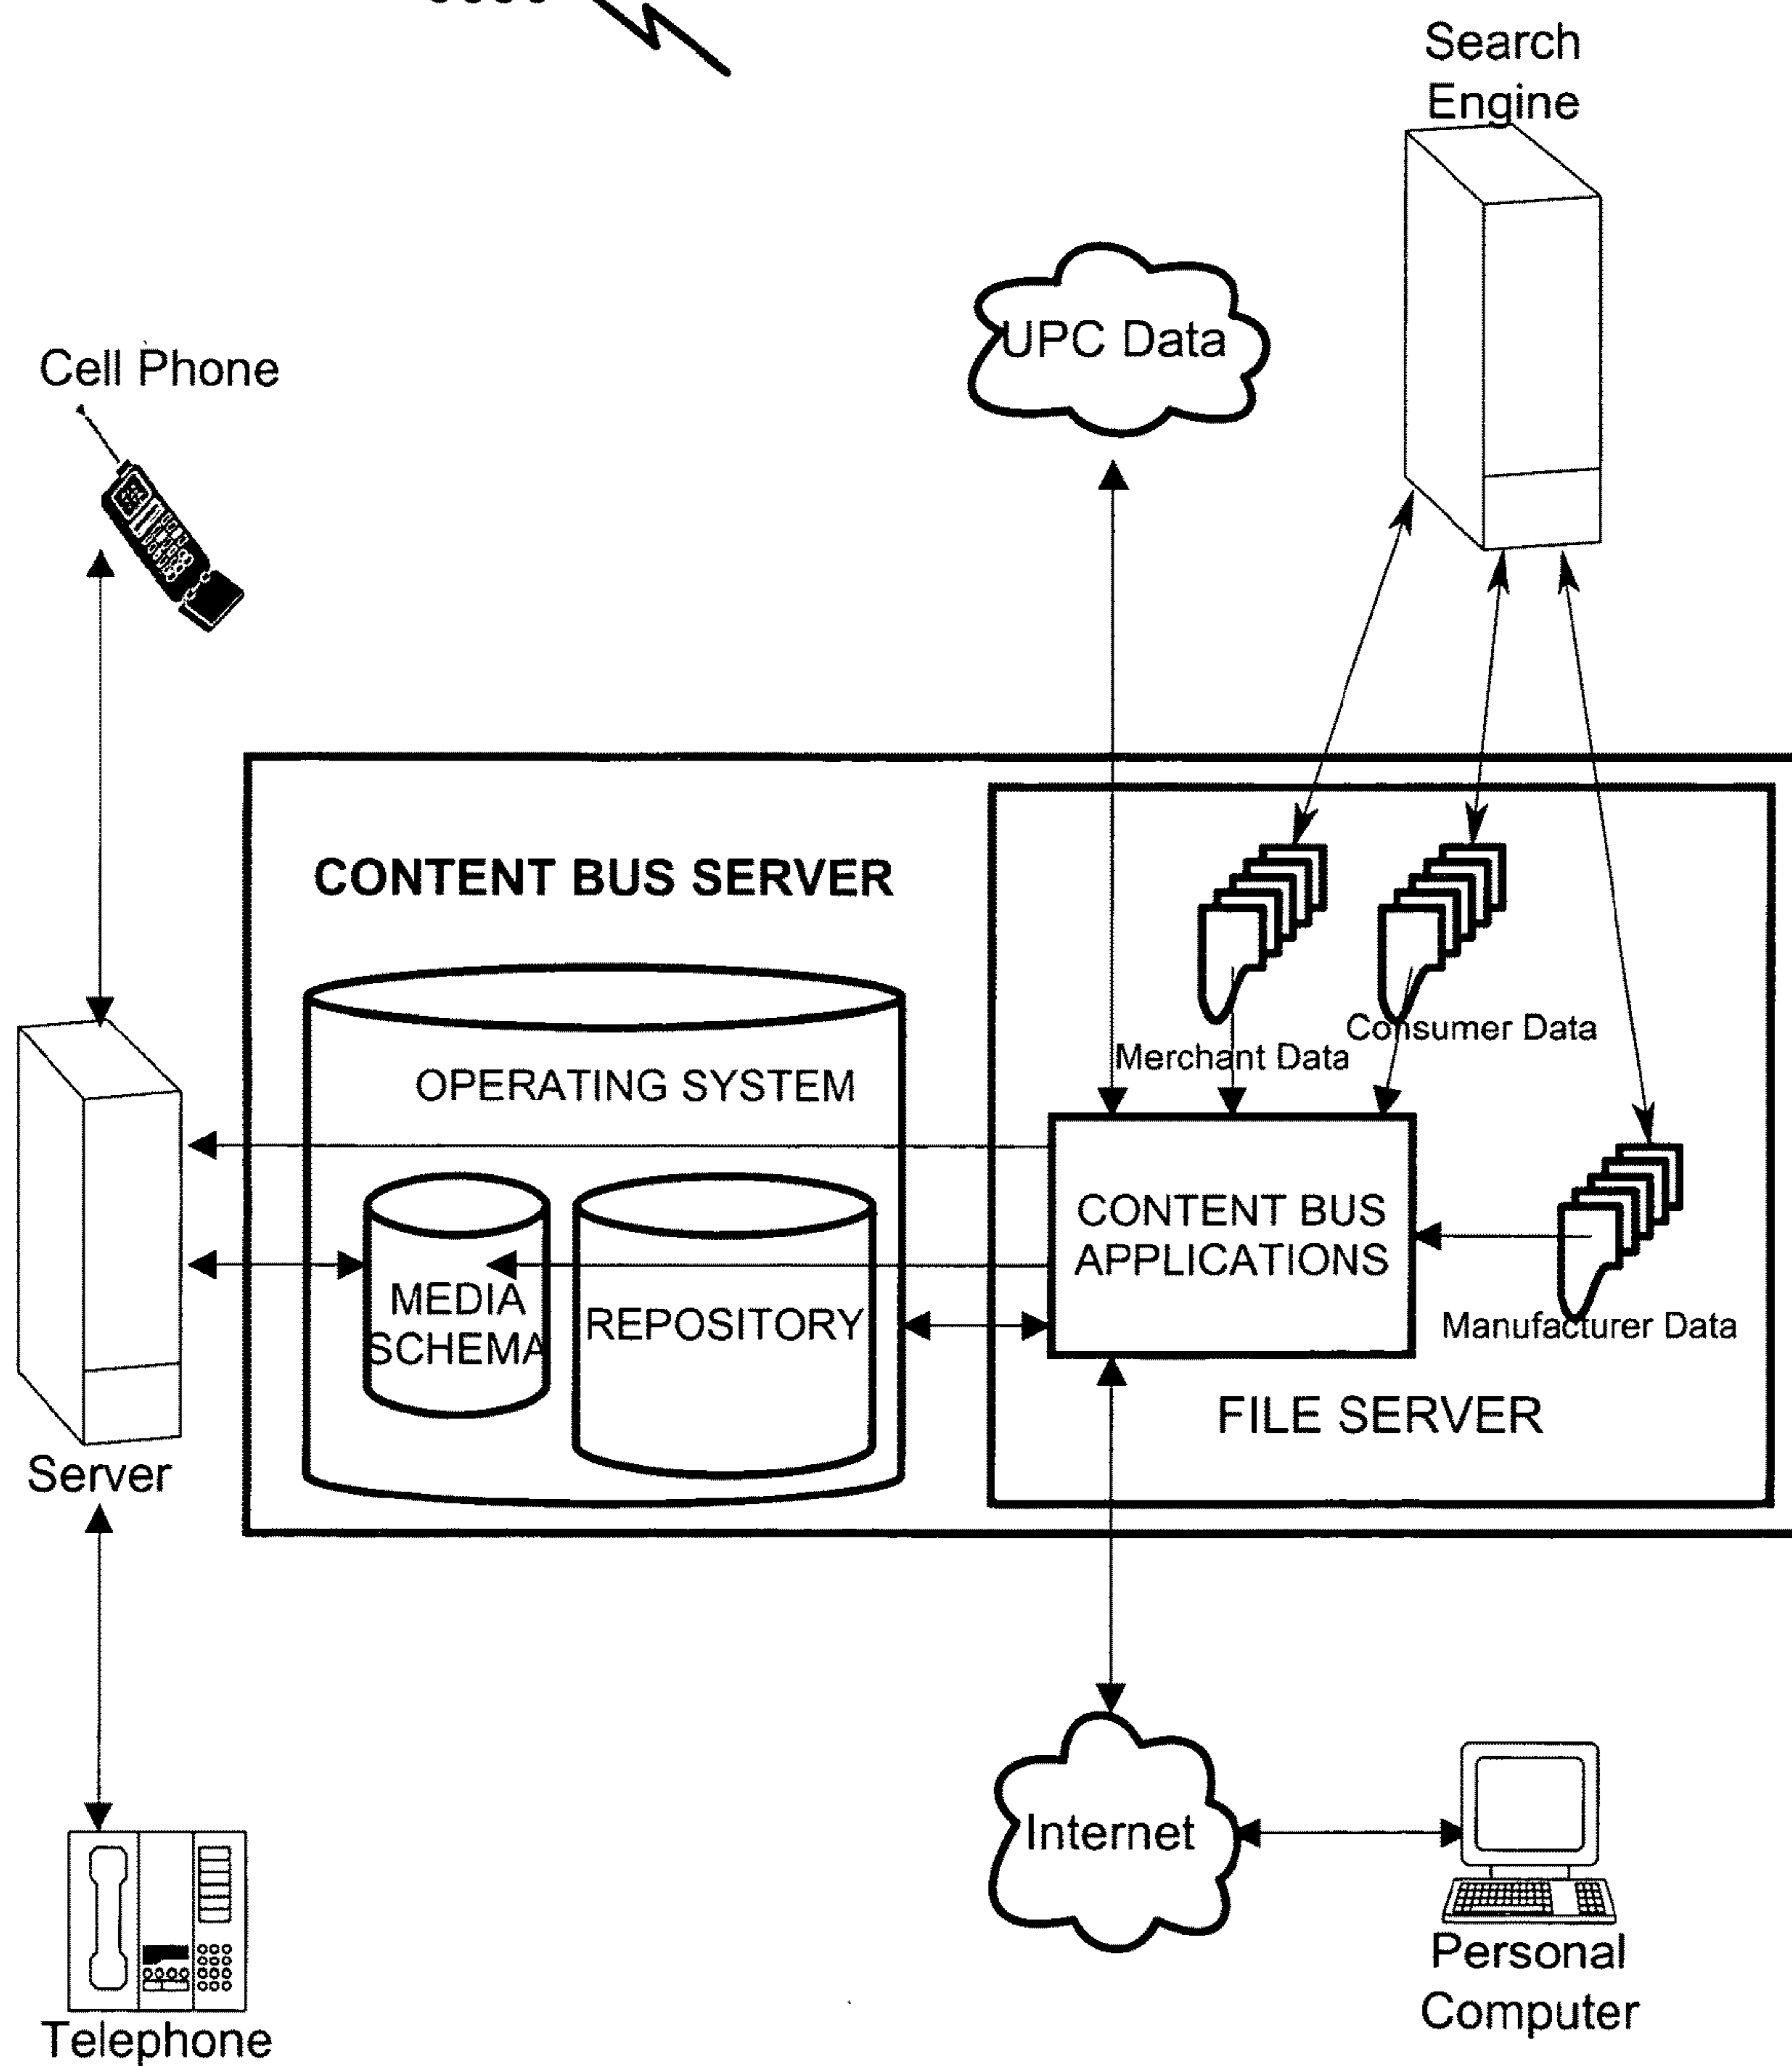 Search
Engine
UPC Data
Cell Phone
CONTENT BUS SERVER
Consumer Data
Merchant Data
OPERATING SYSTEM
CONTENT BUS
APPLICATIONS
MEDIA
SCHEMA
REPOSITORY
Manufacturer Data
FILE SERVER
Server
Internet
Personal
Computer
Telephone